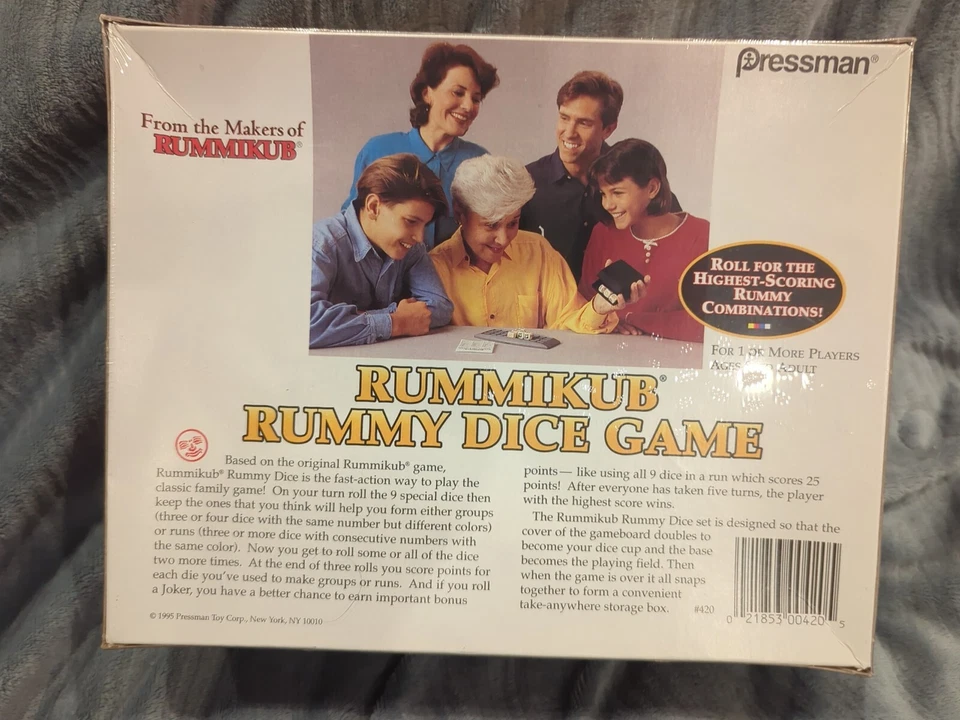 Pressman®
From the Makers of
RUMMIKUB®
ROLL FOR THE
HIGHEST-SCORING
RUMMY
COMBINATIONS!
FOR 1 OR MORE PLAYERS
ADULT
RUMMIKUB®
RUMMY DICE GAME
Based on the original Rummikub® game,
Rummikub® Rummy Dice is the fast-action way to play the
classic family game! On your turn roll the 9 special dice then
keep the ones that you think will help you form either groups
(three or four dice with the same number but different colors)
or runs (three or more dice with consecutive numbers with
the same color). Now you get to roll some or all of the dice
two more times. At the end of three rolls you score points for
each die you've used to make groups or runs. And if you roll
a Joker, you have a better chance to earn important bonus
points— like using all 9 dice in a run which scores 25
points! After everyone has taken five turns, the player
with the highest score wins.
The Rummikub Rummy Dice set is designed so that the
cover of the gameboard doubles to
become your dice cup and the base
becomes the playing field. Then
when the game is over it all snaps
together to form a convenient
take-anywhere storage box.
#420
0 21853 00420 5
© 1995 Pressman Toy Corp., New York, NY 10010